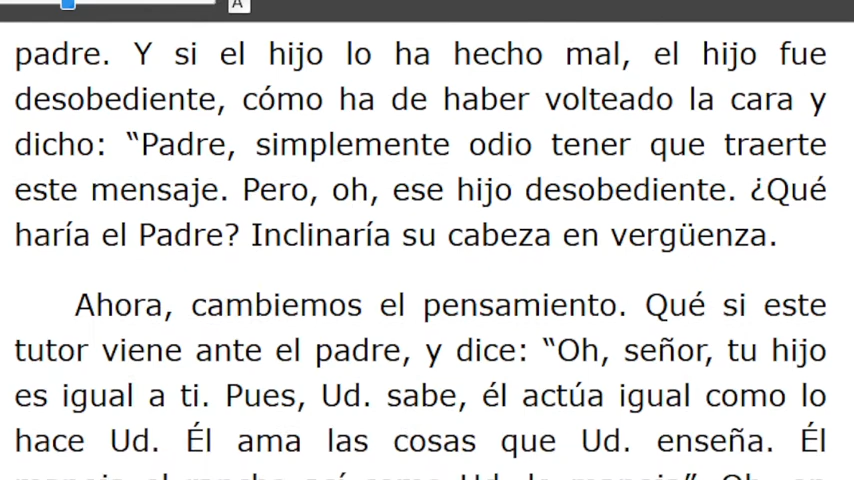 A
padre. Y si el hijo lo ha hecho mal, el hijo fue
desobediente, cómo ha de haber volteado la cara y
dicho: “Padre, simplemente odio tener que traerte
este mensaje. Pero, oh, ese hijo desobediente. ¿Qué
haría el Padre? Inclinaría su cabeza en vergüenza.
Ahora, cambiemos el pensamiento. Qué si este
tutor viene ante el padre, y dice: “Oh, señor, tu hijo
es igual a ti. Pues, Ud. sabe, él actúa igual como lo
hace Ud. Él ama las cosas que Ud. enseña. Él